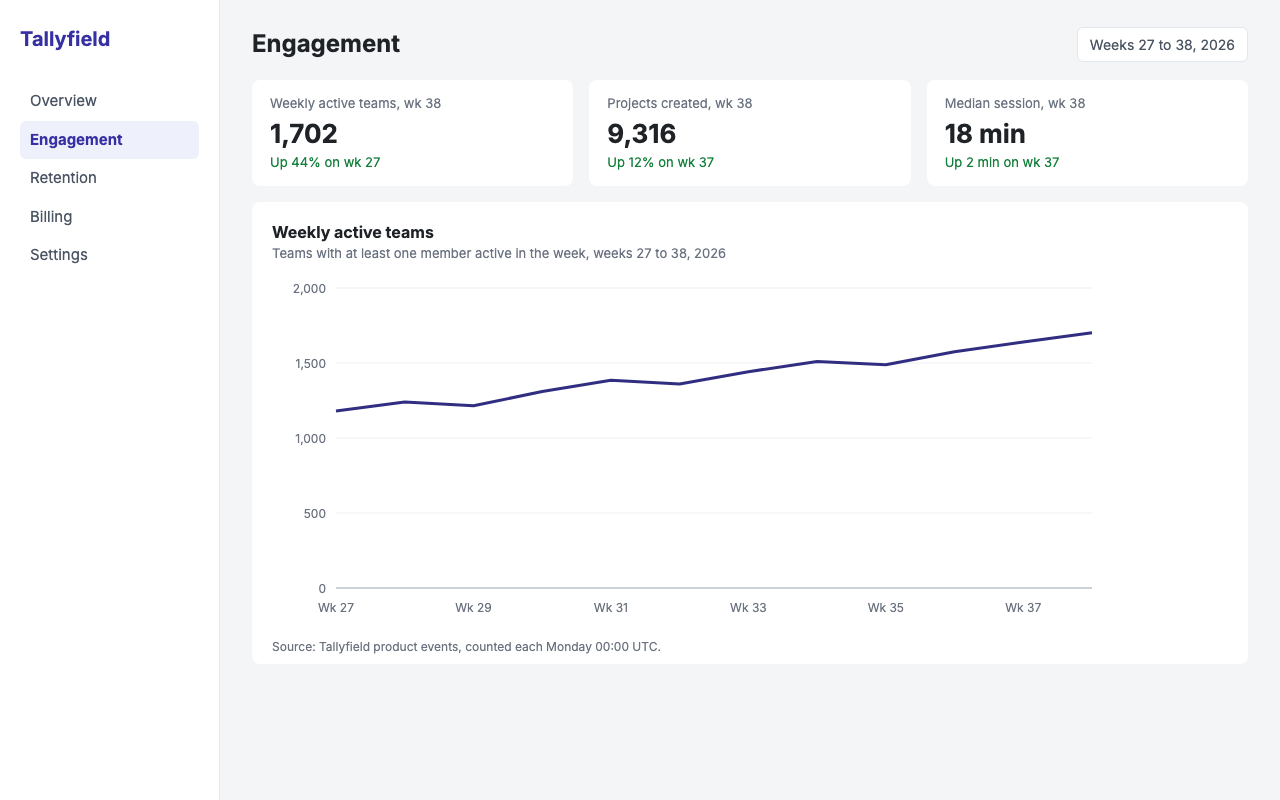 Tallyfield
Overview
Engagement
Retention
Billing
Settings
Engagement
Weeks 27 to 38, 2026
Weekly active teams, wk 38
1,702
Up 44% on wk 27
Projects created, wk 38
9,316
Up 12% on wk 37
Median session, wk 38
18 min
Up 2 min on wk 37
Weekly active teams
Teams with at least one member active in the week, weeks 27 to 38, 2026
2,000
1,500
1,000
500
0
Wk 27 Wk 29 Wk 31 Wk 33 Wk 35 Wk 37
Source: Tallyfield product events, counted each Monday 00:00 UTC.